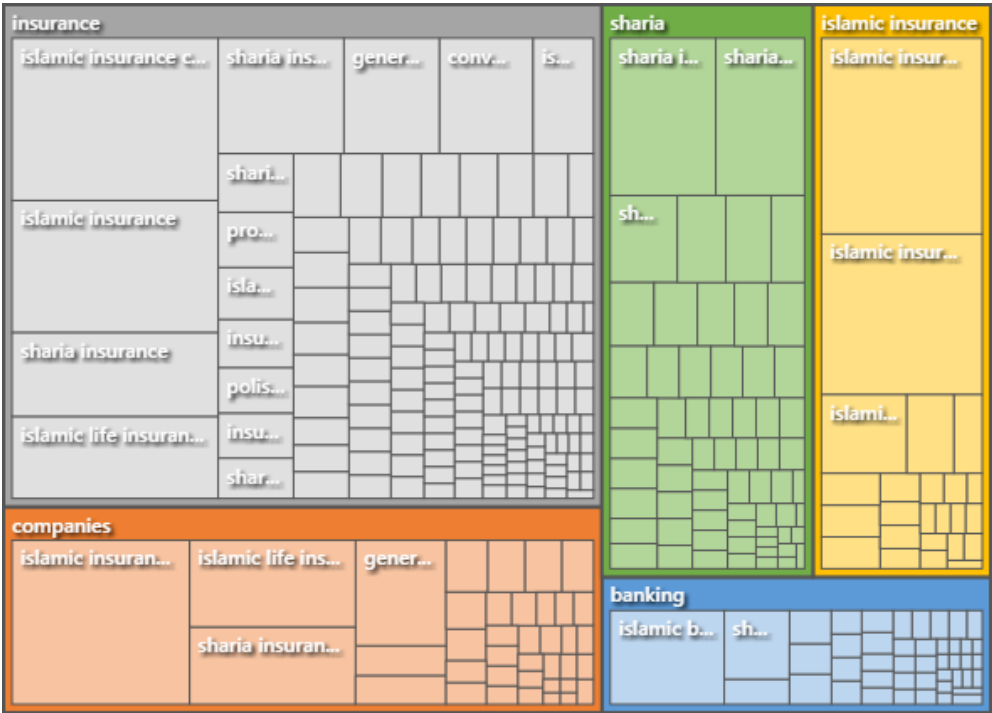 insurance
islamic insurance c...
sharia ins...
gener...
conv...
is...
islamic insurance
shari...
pro...
isla...
sharia insurance
insu...
polis...
islamic life insuran...
insu...
shar...
companies
islamic insuran...
islamic life ins...
gener...
sharia insuran...
sharia
sharia i...
sharia...
sh...
islamic insurance
islamic insur...
islamic insur...
islami...
banking
islamic b...
sh...